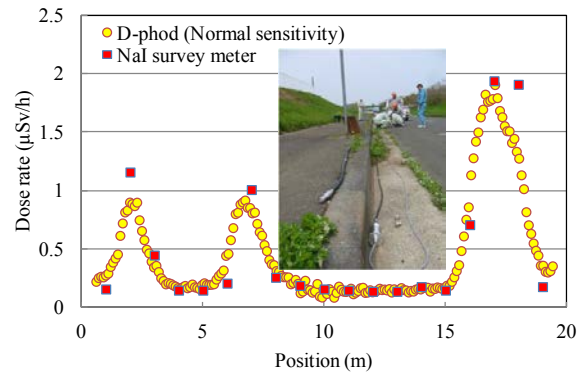 2.5
D-phod (Normal sensitivity)
NaI survey meter
2
1.5
1
0.5
0
Dose rate (μSv/h)
0 5 10 15 20
Position (m)